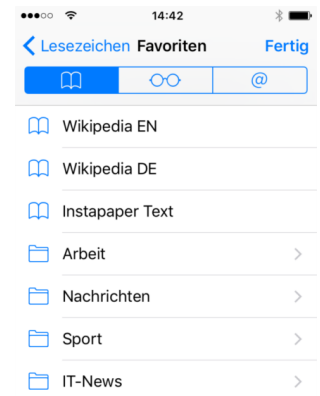 14:42
Lesezeichen Favoriten Fertig
@
Wikipedia EN
Wikipedia DE
Instapaper Text
Arbeit
Nachrichten
Sport
IT-News